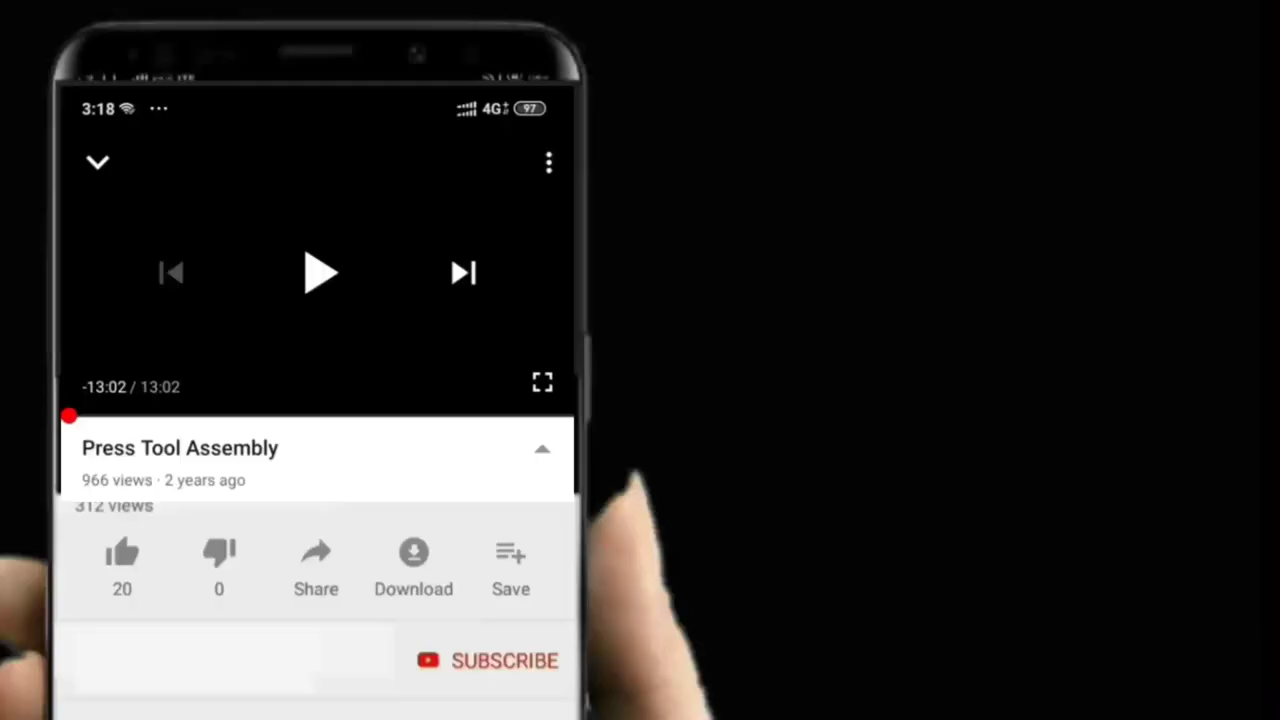 3:18 ... 4G 97
-13:02 / 13:02
Press Tool Assembly
966 views · 2 years ago
312 views
20 0 Share Download Save
SUBSCRIBE